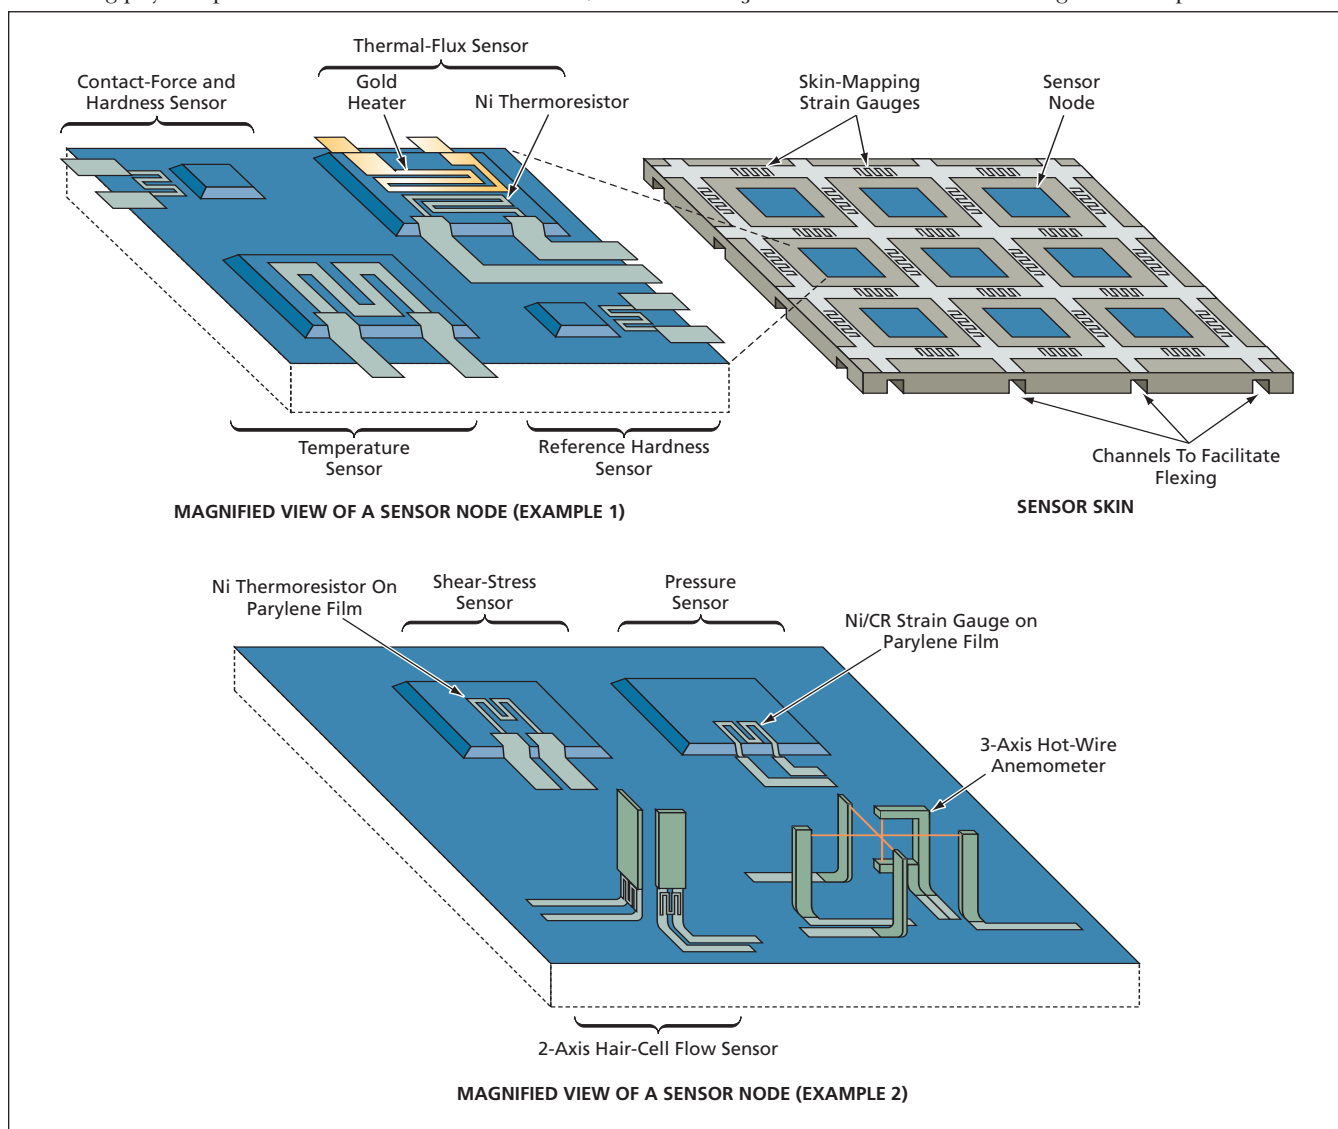 Thermal-Flux Sensor
Contact-Force and
Hardness Sensor
Gold
Heater
Ni Thermoresistor
Skin-Mapping
Strain Gauges
Sensor
Node
Temperature
Sensor
Reference Hardness
Sensor
Channels To Facilitate
Flexing
MAGNIFIED VIEW OF A SENSOR NODE (EXAMPLE 1)
SENSOR SKIN
Ni Thermoresistor On
Parylene Film
Shear-Stress
Sensor
Pressure
Sensor
Ni/CR Strain Gauge on
Parylene Film
3-Axis Hot-Wire
Anemometer
2-Axis Hair-Cell Flow Sensor
MAGNIFIED VIEW OF A SENSOR NODE (EXAMPLE 2)